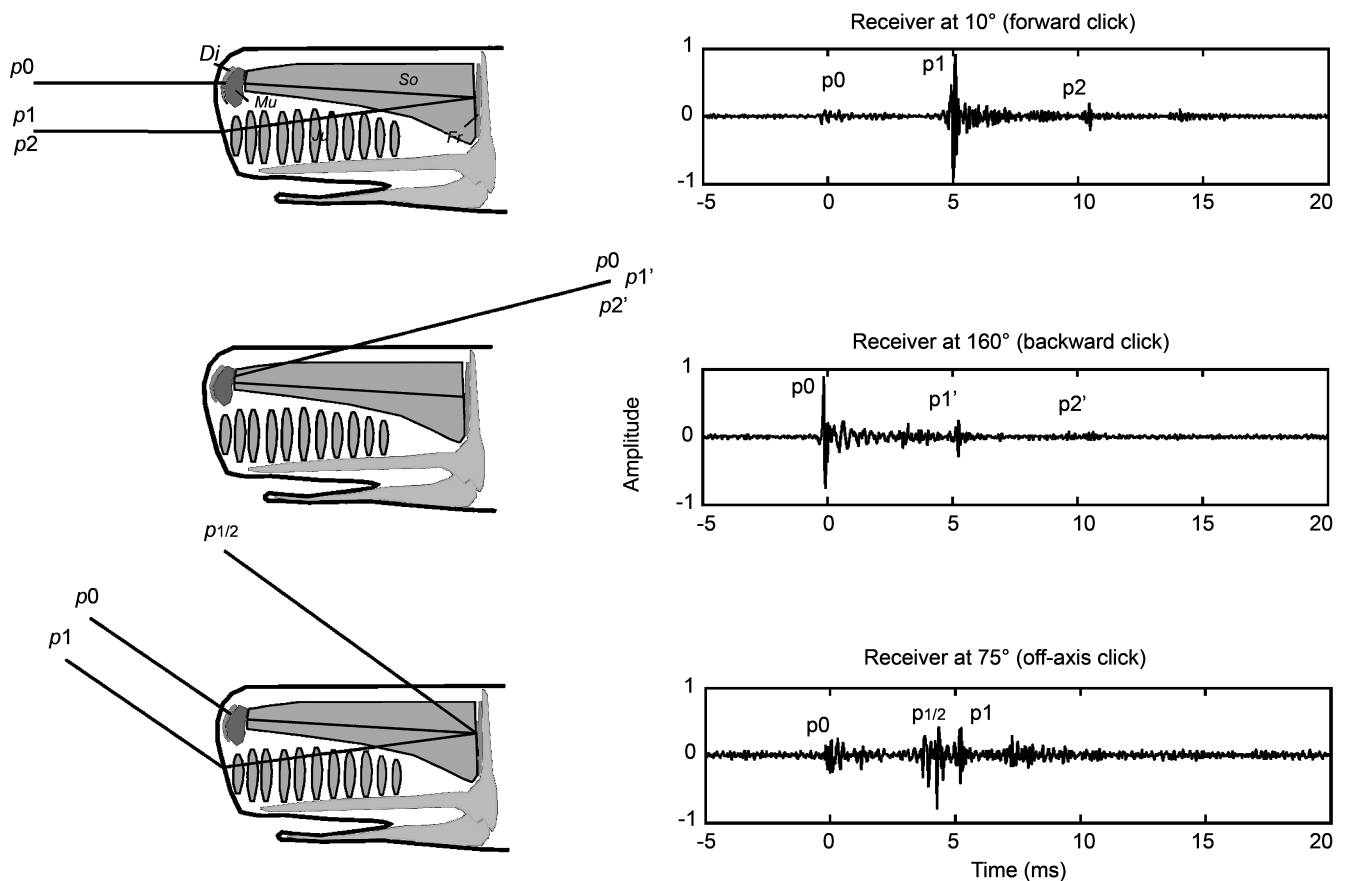 p0
p1
p2
Di
Mu
So
Ju
Fr
Receiver at 10° (forward click)
1
0
-1
p0
p1
p2
-5 0 5 10 15 20
p0
p1’
p2’
Receiver at 160° (backward click)
Amplitude
1
0
-1
p0
p1’
p2’
-5 0 5 10 15 20
p1/2
p0
p1
Receiver at 75° (off-axis click)
1
0
-1
p0
p1/2
p1
-5 0 5 10 15 20
Time (ms)